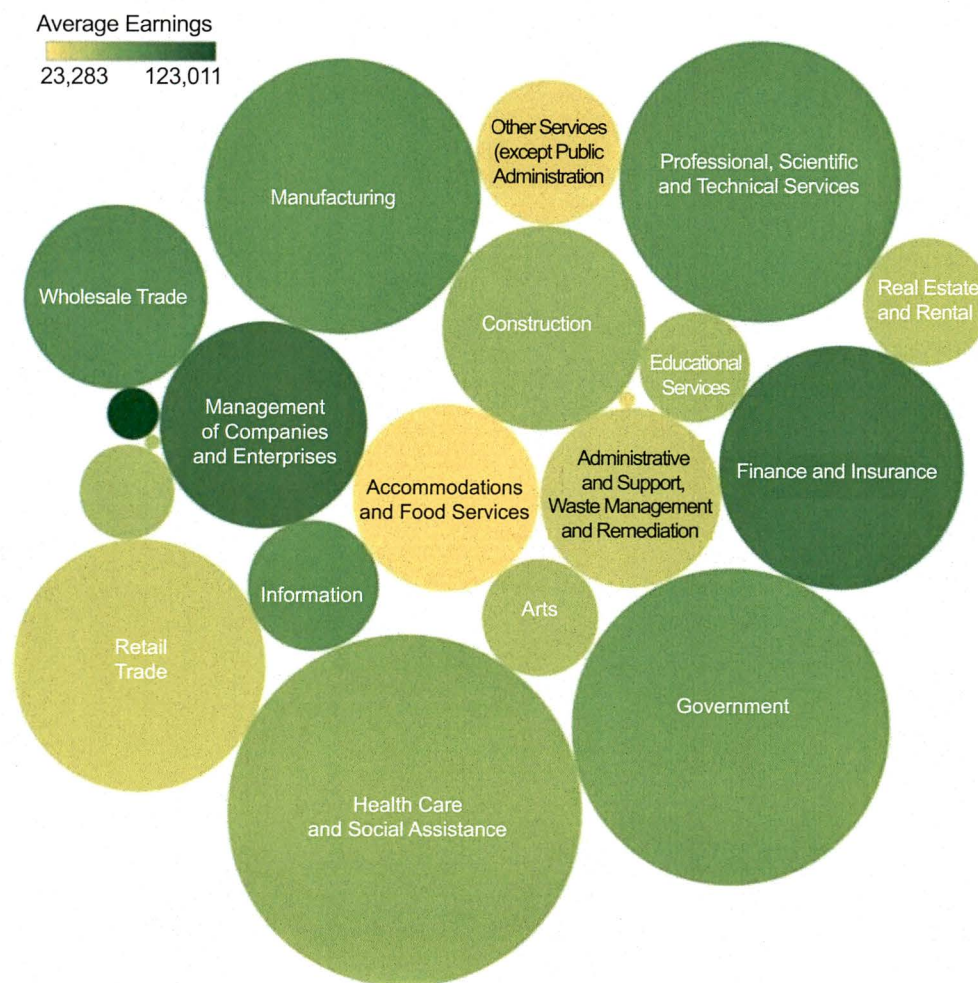 Average Earnings
23,283 123,011
Other Services
(except Public
Administration
Professional, Scientific
and Technical Services
Manufacturing
Wholesale Trade
Real Estate
and Rental
Construction
Educational
Services
Management
of Companies
and Enterprises
Accommodations
and Food Services
Administrative
and Support,
Waste Management
and Remediation
Finance and Insurance
Information
Arts
Retail
Trade
Government
Health Care
and Social Assistance